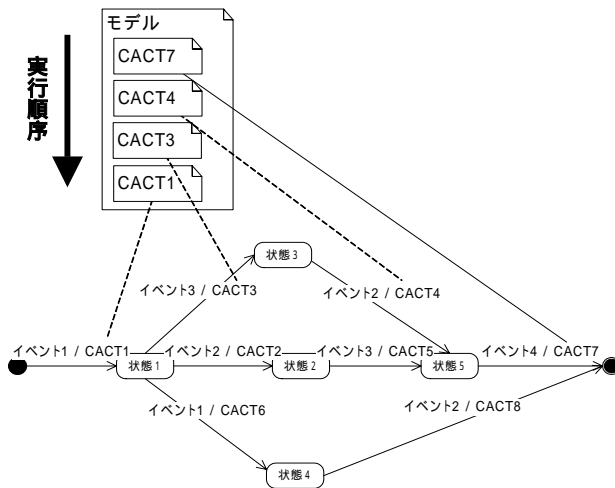 モデル
CACT7
CACT4
CACT3
CACT1
実行順序
状態3
イベント3 / CACT3
イベント2 / CACT4
イベント1 / CACT1
イベント2 / CACT2
イベント3 / CACT5
イベント4 / CACT7
状態1
状態2
状態5
イベント1 / CACT6
イベント2 / CACT8
状態4